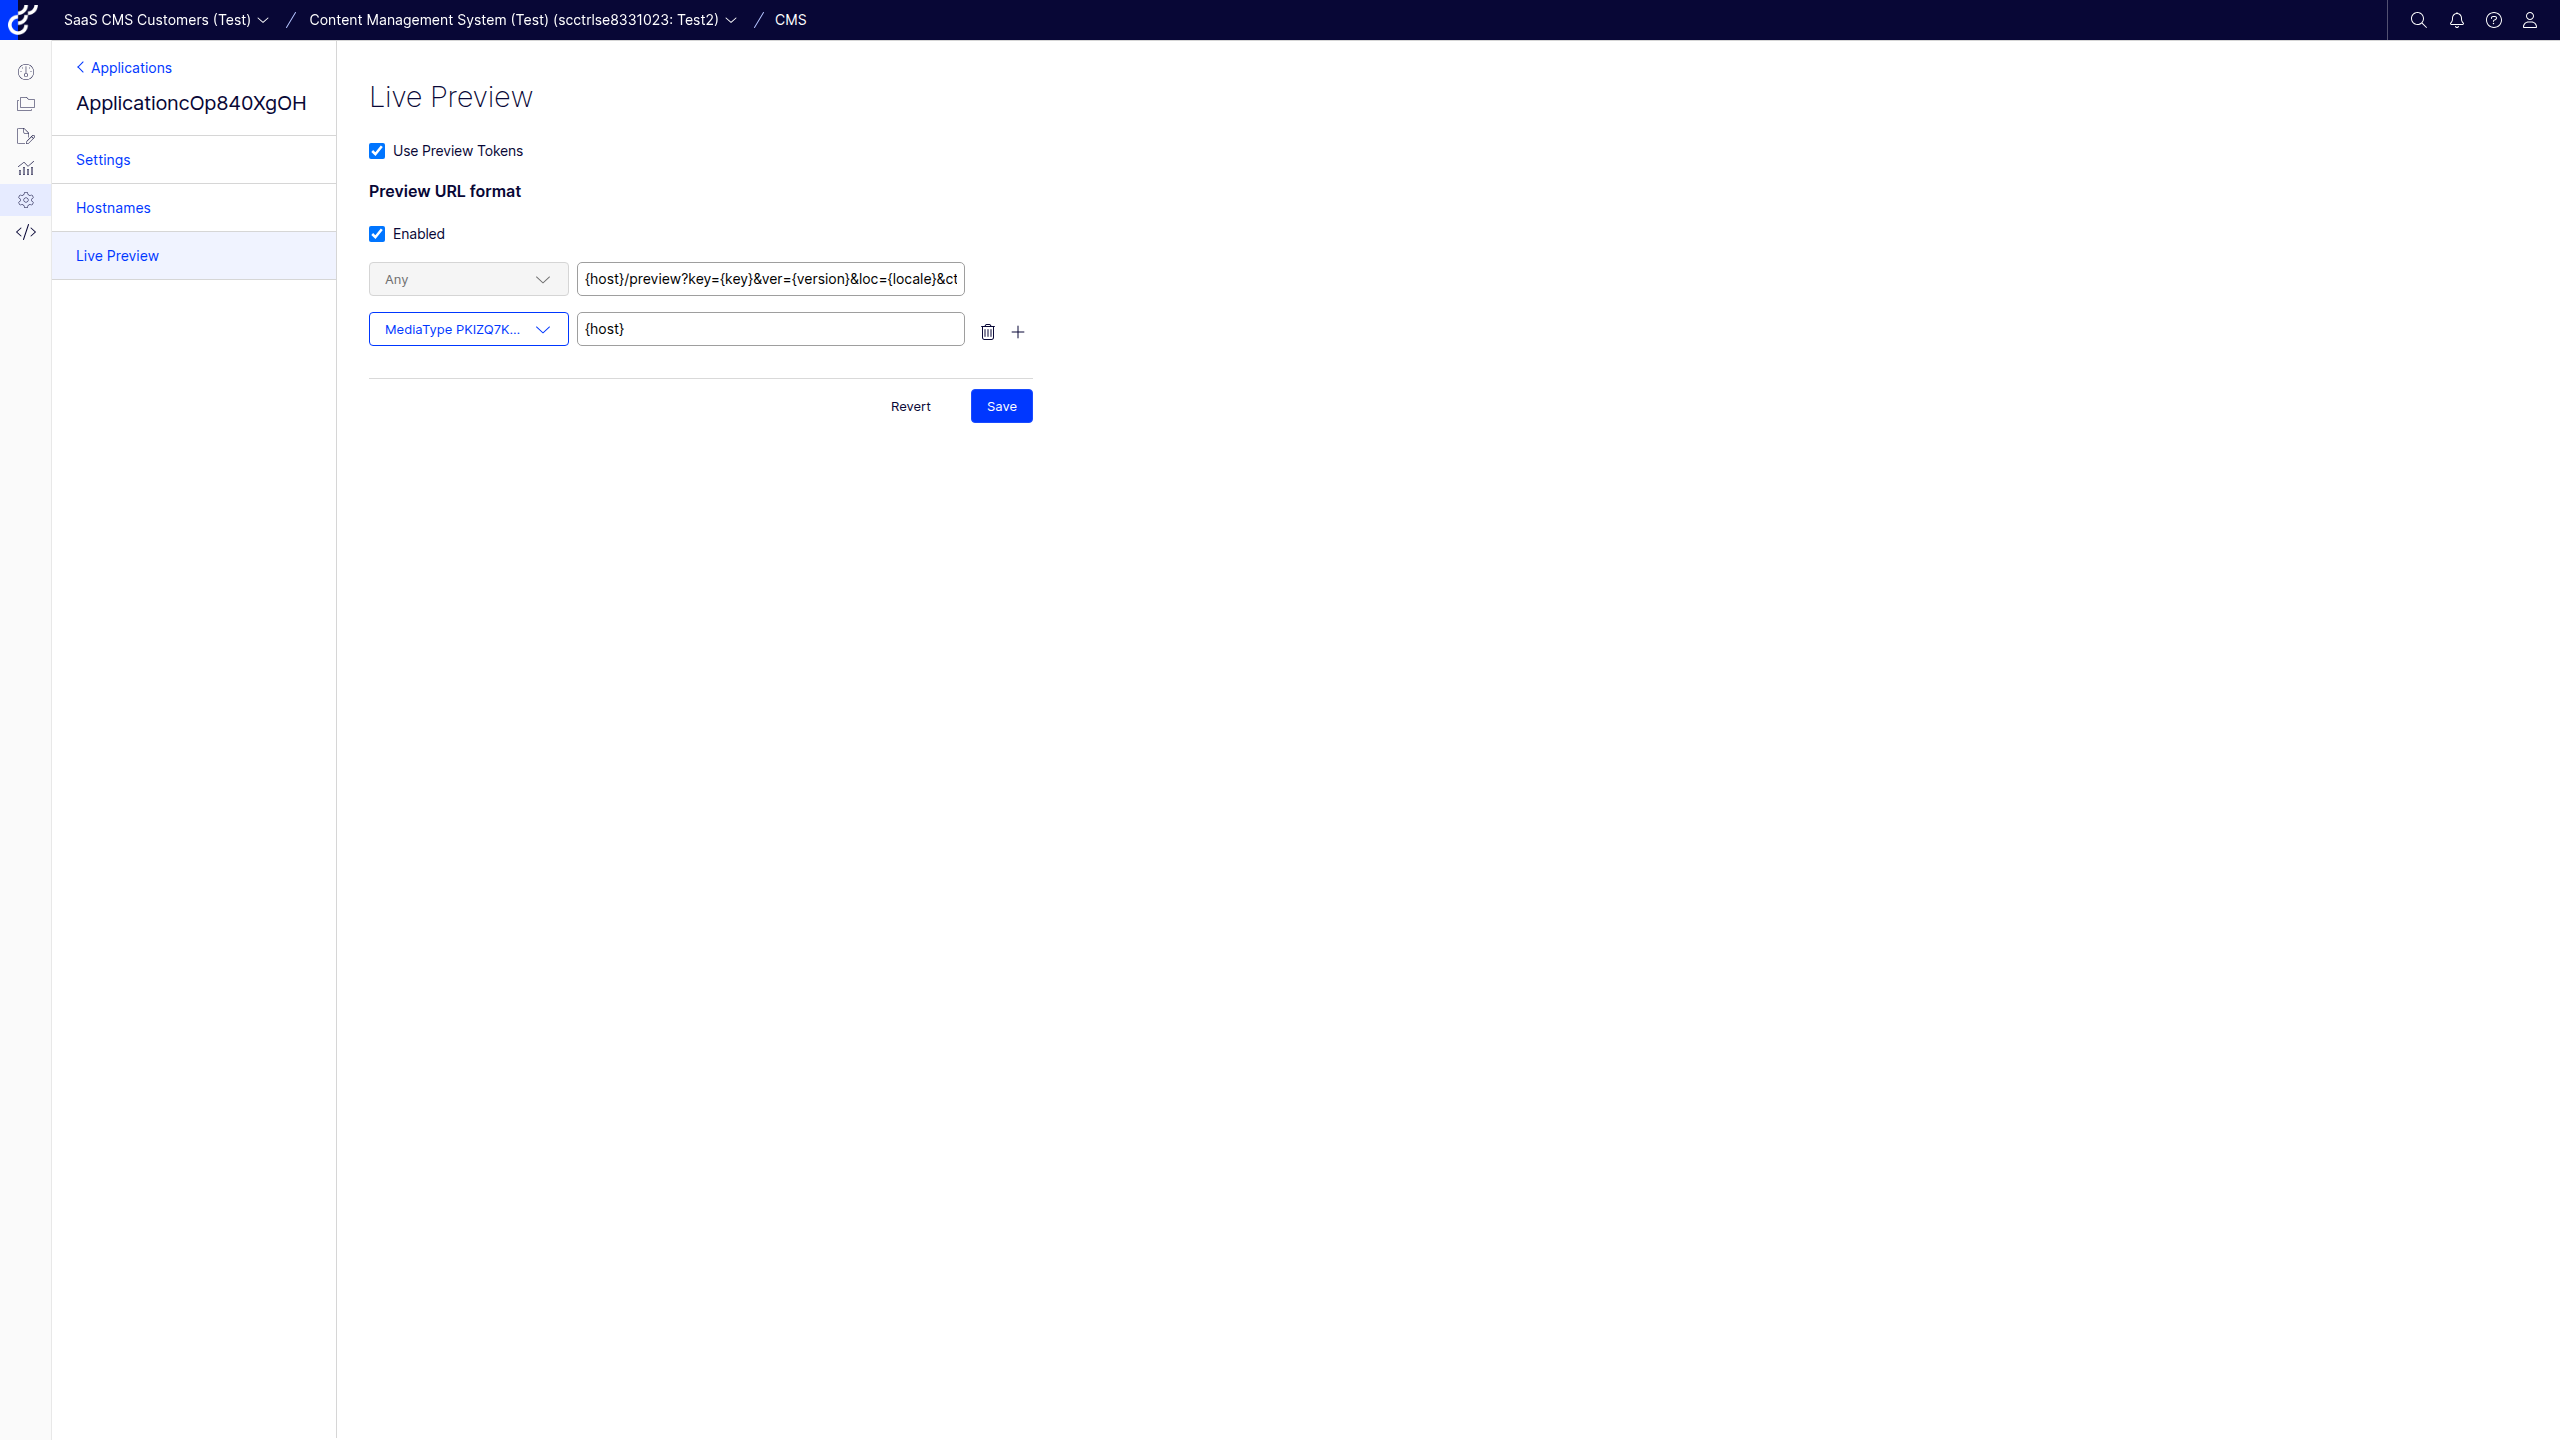 SaaS CMS Customers (Test) / Content Management System (Test) (scctrlse8331023: Test2) / CMS
Applications
ApplicationcOp840XgOH
Settings
Hostnames
Live Preview
Live Preview
Use Preview Tokens
Preview URL format
Enabled
Any {host}/preview?key={key}&ver={version}&loc={locale}&ct
MediaType PKIZQ7K... {host}
Revert Save